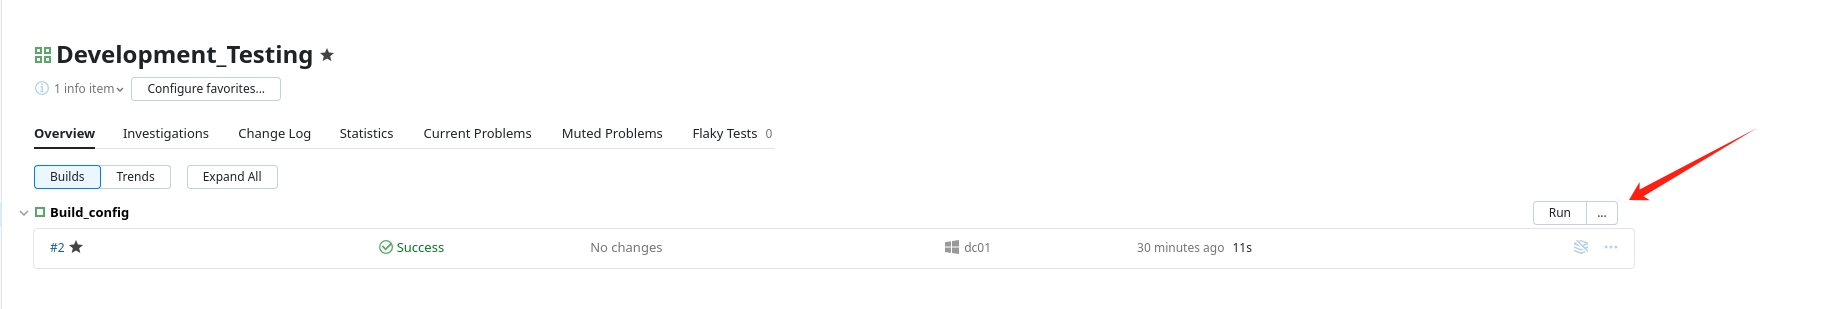 Development_Testing
1 info item Configure favorites...
Overview Investigations Change Log Statistics Current Problems Muted Problems Flaky Tests 0
Builds Trends Expand All
Build_config Run ...
#2 Success No changes dc01 30 minutes ago 11s